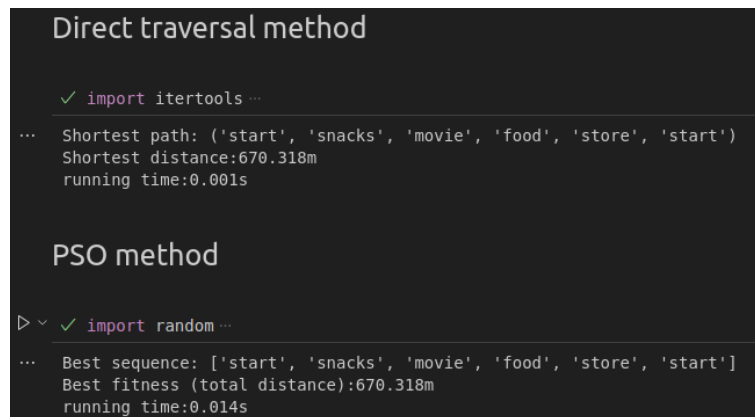 Direct traversal method
import itertools ···
Shortest path: ('start', 'snacks', 'movie', 'food', 'store', 'start')
Shortest distance:670.318m
running time:0.001s
PSO method
import random ···
Best sequence: ['start', 'snacks', 'movie', 'food', 'store', 'start']
Best fitness (total distance):670.318m
running time:0.014s